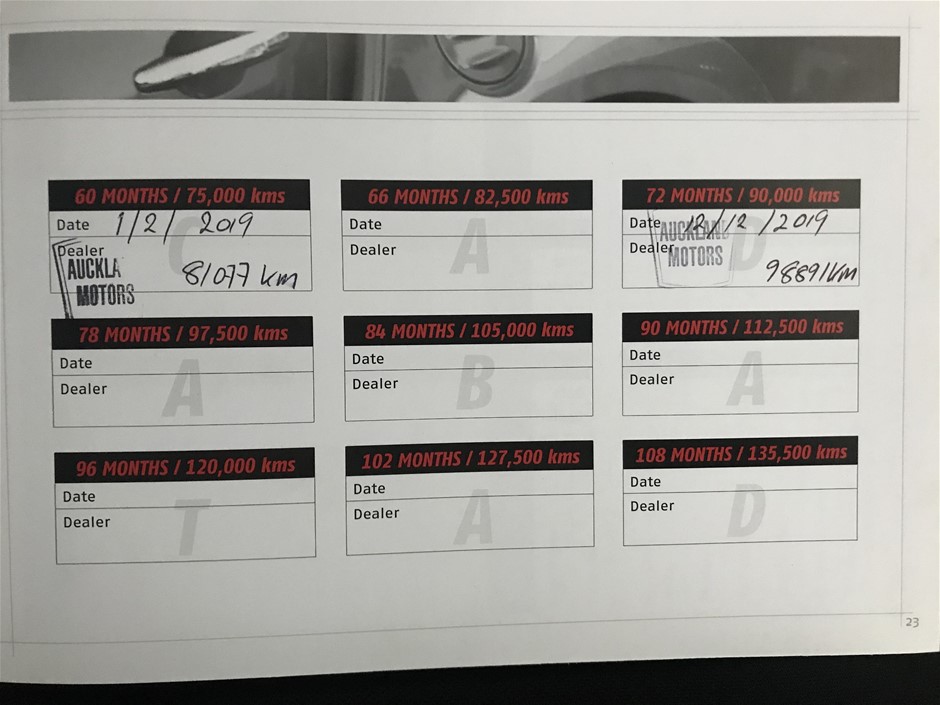 60 MONTHS / 75,000 kms
Date 1/2/ 2019
Dealer
AUCKLA
MOTORS
81077 km
C
66 MONTHS / 82,500 kms
Date
Dealer
A
72 MONTHS / 90,000 kms
Date 12/12/2019
Dealer
AUCKLAND
MOTORS
98891km
D
78 MONTHS / 97,500 kms
Date
Dealer
A
84 MONTHS / 105,000 kms
Date
Dealer
B
90 MONTHS / 112,500 kms
Date
Dealer
A
96 MONTHS / 120,000 kms
Date
Dealer
T
102 MONTHS / 127,500 kms
Date
Dealer
A
108 MONTHS / 135,500 kms
Date
Dealer
D
23